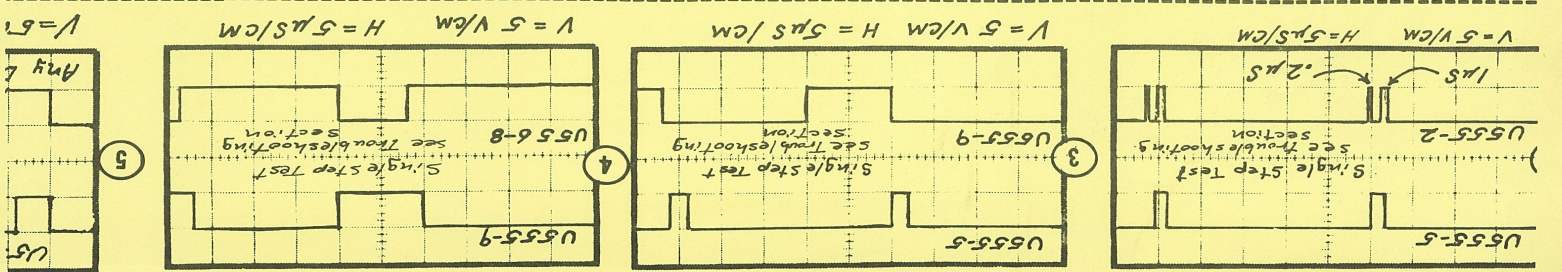 U555-5
Single Step Test
see Troubleshooting
section
U555-2
1µS
.2µS
V=5V/CM H=5µS/CM
3
U555-5
Single Step Test
see Troubleshooting
section
U555-9
V = 5 V/CM H = 5µS/CM
4
U555-9
Single Step Test
see Troubleshooting
section
U556-8
V = 5 V/CM H = 5µS/CM
5
Any